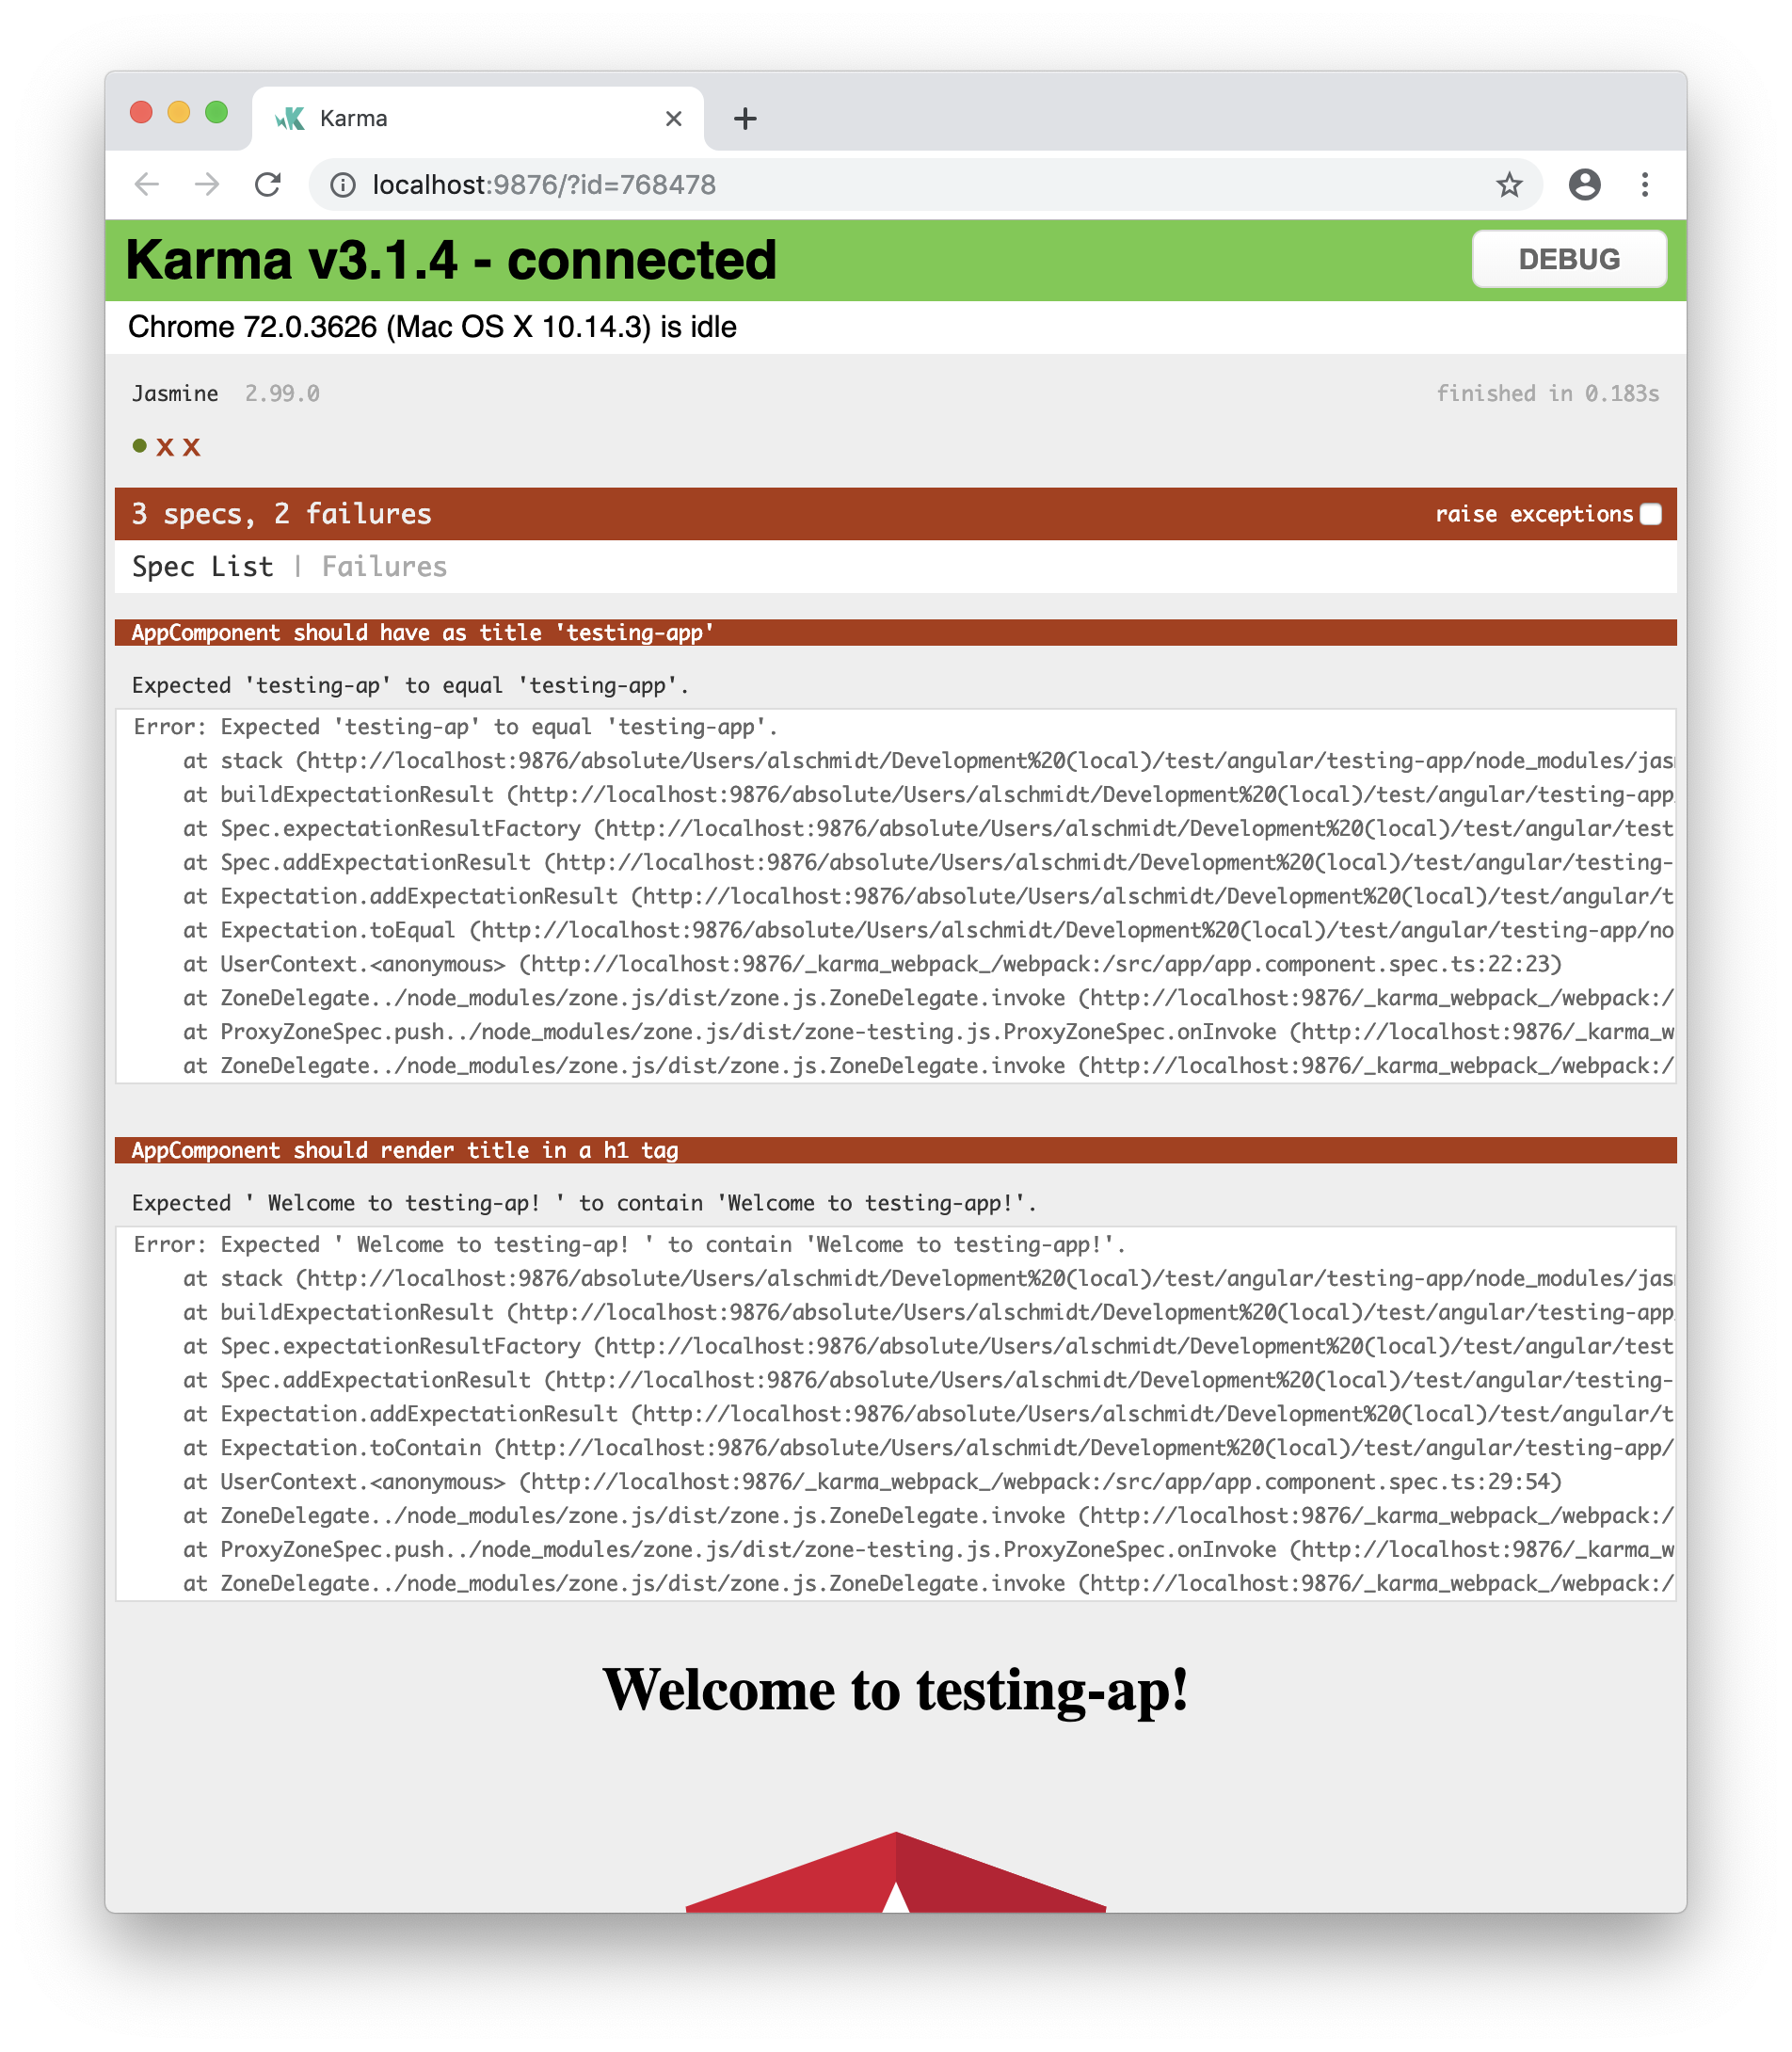 Karma
localhost:9876/?id=768478
Karma v3.1.4 - connected
DEBUG
Chrome 72.0.3626 (Mac OS X 10.14.3) is idle
Jasmine 2.99.0
finished in 0.183s
x x
3 specs, 2 failures
raise exceptions
Spec List | Failures
AppComponent should have as title 'testing-app'
Expected 'testing-ap' to equal 'testing-app'.
Error: Expected 'testing-ap' to equal 'testing-app'.
at stack (http://localhost:9876/absolute/Users/alschmidt/Development%20(local)/test/angular/testing-app/node_modules/jas
at buildExpectationResult (http://localhost:9876/absolute/Users/alschmidt/Development%20(local)/test/angular/testing-app
at Spec.expectationResultFactory (http://localhost:9876/absolute/Users/alschmidt/Development%20(local)/test/angular/test
at Spec.addExpectationResult (http://localhost:9876/absolute/Users/alschmidt/Development%20(local)/test/angular/testing-
at Expectation.addExpectationResult (http://localhost:9876/absolute/Users/alschmidt/Development%20(local)/test/angular/t
at Expectation.toEqual (http://localhost:9876/absolute/Users/alschmidt/Development%20(local)/test/angular/testing-app/no
at UserContext.<anonymous> (http://localhost:9876/_karma_webpack_/webpack:/src/app/app.component.spec.ts:22:23)
at ZoneDelegate../node_modules/zone.js/dist/zone.js.ZoneDelegate.invoke (http://localhost:9876/_karma_webpack_/webpack:/
at ProxyZoneSpec.push../node_modules/zone.js/dist/zone-testing.js.ProxyZoneSpec.onInvoke (http://localhost:9876/_karma_w
at ZoneDelegate../node_modules/zone.js/dist/zone.js.ZoneDelegate.invoke (http://localhost:9876/_karma_webpack_/webpack:/
AppComponent should render title in a h1 tag
Expected ' Welcome to testing-ap! ' to contain 'Welcome to testing-app!'.
Error: Expected ' Welcome to testing-ap! ' to contain 'Welcome to testing-app!'.
at stack (http://localhost:9876/absolute/Users/alschmidt/Development%20(local)/test/angular/testing-app/node_modules/jas
at buildExpectationResult (http://localhost:9876/absolute/Users/alschmidt/Development%20(local)/test/angular/testing-app
at Spec.expectationResultFactory (http://localhost:9876/absolute/Users/alschmidt/Development%20(local)/test/angular/test
at Spec.addExpectationResult (http://localhost:9876/absolute/Users/alschmidt/Development%20(local)/test/angular/testing-
at Expectation.addExpectationResult (http://localhost:9876/absolute/Users/alschmidt/Development%20(local)/test/angular/t
at Expectation.toContain (http://localhost:9876/absolute/Users/alschmidt/Development%20(local)/test/angular/testing-app/
at UserContext.<anonymous> (http://localhost:9876/_karma_webpack_/webpack:/src/app/app.component.spec.ts:29:54)
at ZoneDelegate../node_modules/zone.js/dist/zone.js.ZoneDelegate.invoke (http://localhost:9876/_karma_webpack_/webpack:/
at ProxyZoneSpec.push../node_modules/zone.js/dist/zone-testing.js.ProxyZoneSpec.onInvoke (http://localhost:9876/_karma_w
at ZoneDelegate../node_modules/zone.js/dist/zone.js.ZoneDelegate.invoke (http://localhost:9876/_karma_webpack_/webpack:/
Welcome to testing-ap!